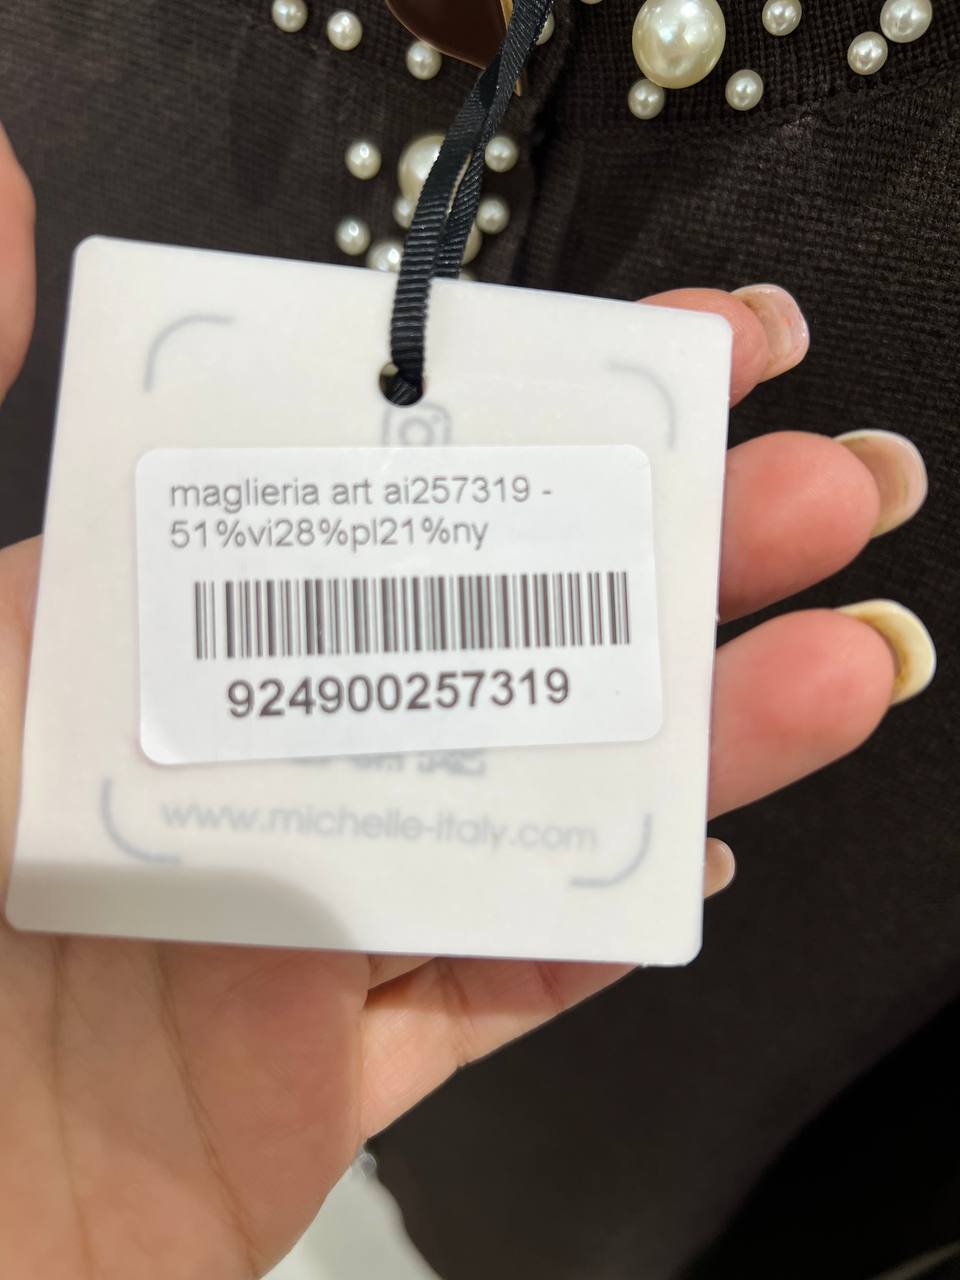 maglieria art ai257319 -
51%vi28%pl21%ny
924900257319
www.michelle-italy.com